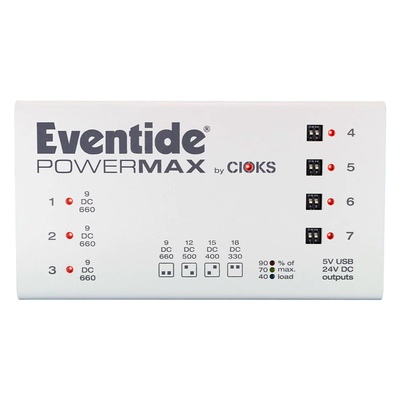 Eventide®
POWERMAX by CIOKS
1
9
DC
660
2
9
DC
660
3
9
DC
660
4
5
6
7
9
DC
660
12
DC
500
15
DC
400
18
DC
330
90 % of
70 max.
40 load
5V USB
24V DC
outputs